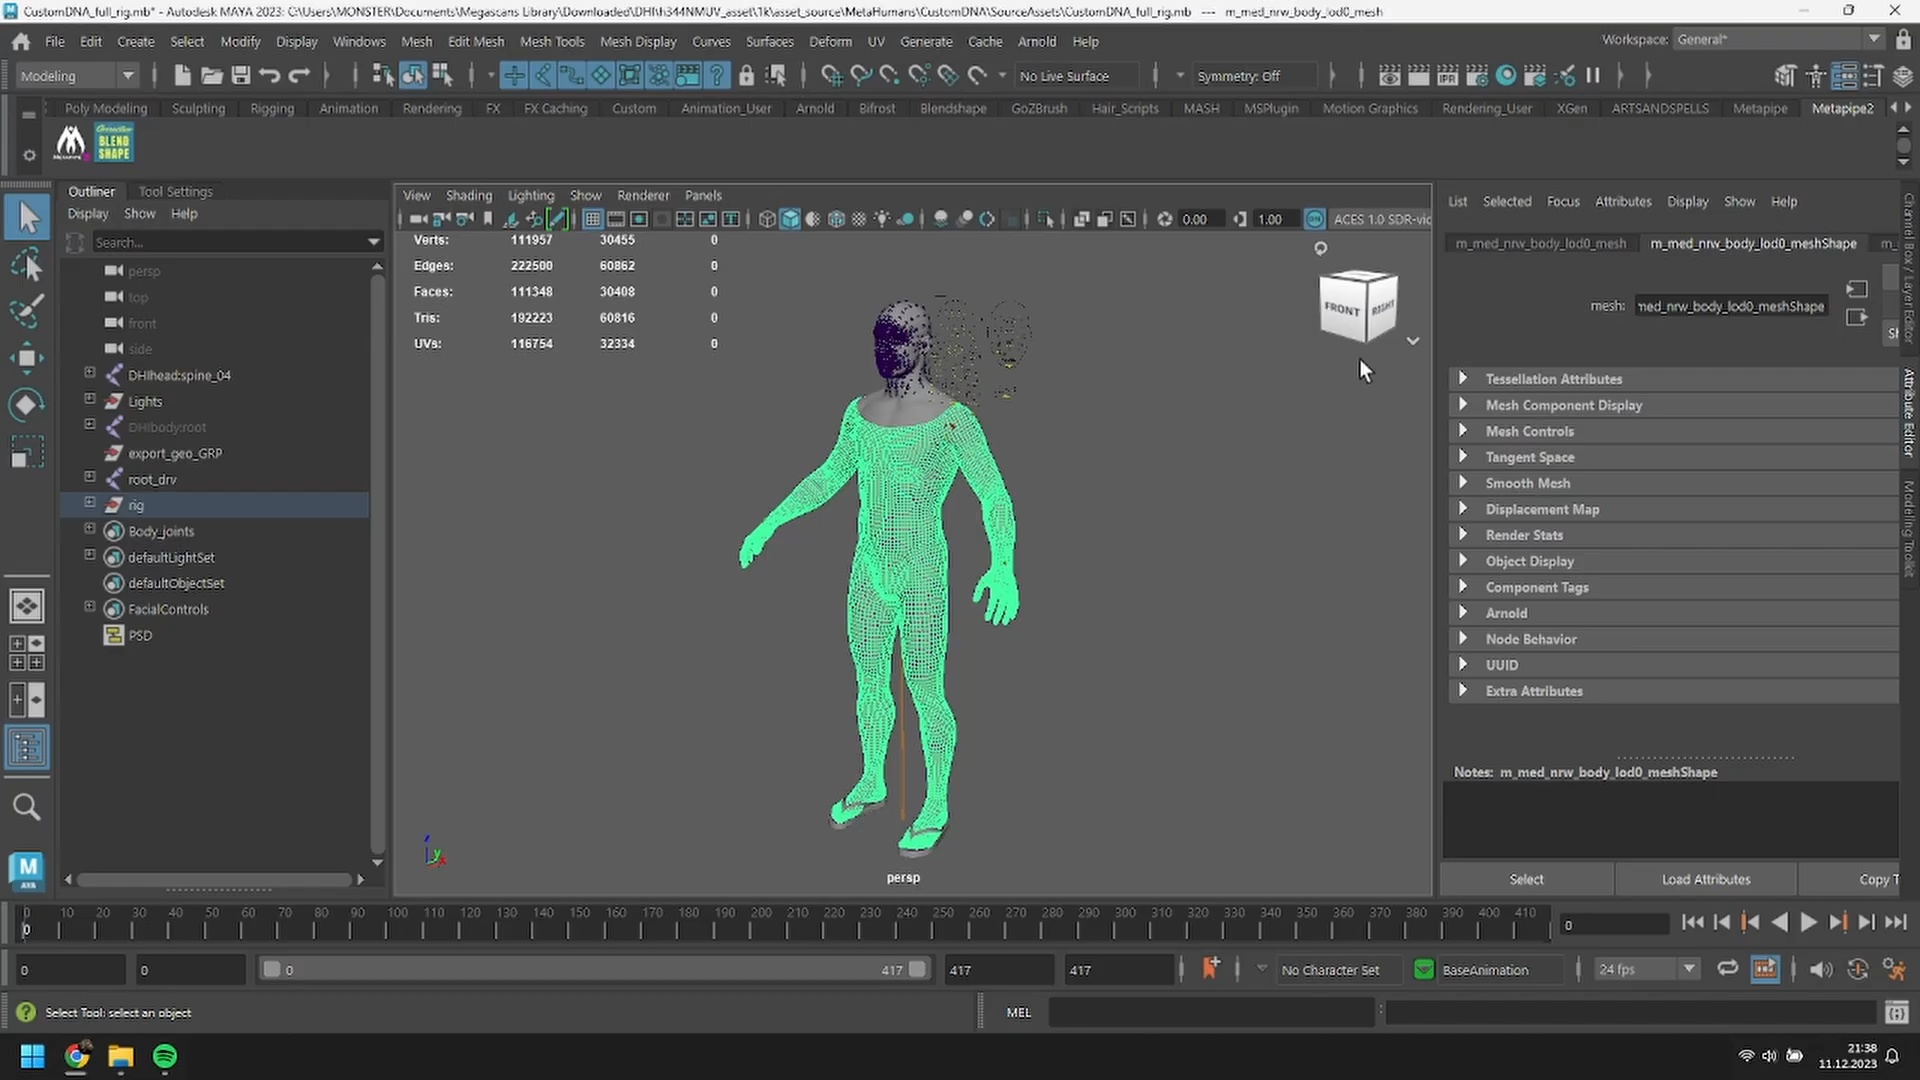 CustomDNA_full_rig.mb* - Autodesk MAYA 2023: C:\Users\MONSTER\Documents\Megascans Library\Downloaded\DHI\h344NMUV_asset\1k\asset_source\MetaHumans\CustomDNA\SourceAssets\CustomDNA_full_rig.mb --- m_med_nrw_body_lod0_mesh
File Edit Create Select Modify Display Windows Mesh Edit Mesh Mesh Tools Mesh Display Curves Surfaces Deform UV Generate Cache Arnold Help
Workspace: General*
Modeling
No Live Surface
Symmetry: Off
Poly Modeling Sculpting Rigging Animation Rendering FX FX Caching Custom Animation_User Arnold Bifrost Blendshape GoZBrush Hair_Scripts MASH MSPlugin Motion Graphics Rendering_User XGen ARTSANDSPELLS Metapipe Metapipe2
BLEND
SHAPE
Outliner Tool Settings
Display Show Help
Search...
persp
top
front
side
DHIhead:spine_04
Lights
DHIbody:root
export_geo_GRP
root_drv
rig
Body_joints
defaultLightSet
defaultObjectSet
FacialControls
PSD
View Shading Lighting Show Renderer Panels
0.00 1.00 ACES 1.0 SDR-vic
Verts: 111957 30455 0
Edges: 222500 60862 0
Faces: 111348 30408 0
Tris: 192223 60816 0
UVs: 116754 32334 0
FRONT RIGHT
persp
List Selected Focus Attributes Display Show Help
m_med_nrw_body_lod0_mesh m_med_nrw_body_lod0_meshShape m_
mesh: med_nrw_body_lod0_meshShape
Sh
Tessellation Attributes
Mesh Component Display
Mesh Controls
Tangent Space
Smooth Mesh
Displacement Map
Render Stats
Object Display
Component Tags
Arnold
Node Behavior
UUID
Extra Attributes
Notes: m_med_nrw_body_lod0_meshShape
Select Load Attributes Copy T
Channel Box / Layer Editor
Attribute Editor
Modeling Toolkit
0 10 20 30 40 50 60 70 80 90 100 110 120 130 140 150 160 170 180 190 200 210 220 230 240 250 260 270 280 290 300 310 320 330 340 350 360 370 380 390 400 410
0
0
0 0 0 417 417 417 No Character Set BaseAnimation 24 fps
Select Tool: select an object
MEL
21:38
11.12.2023